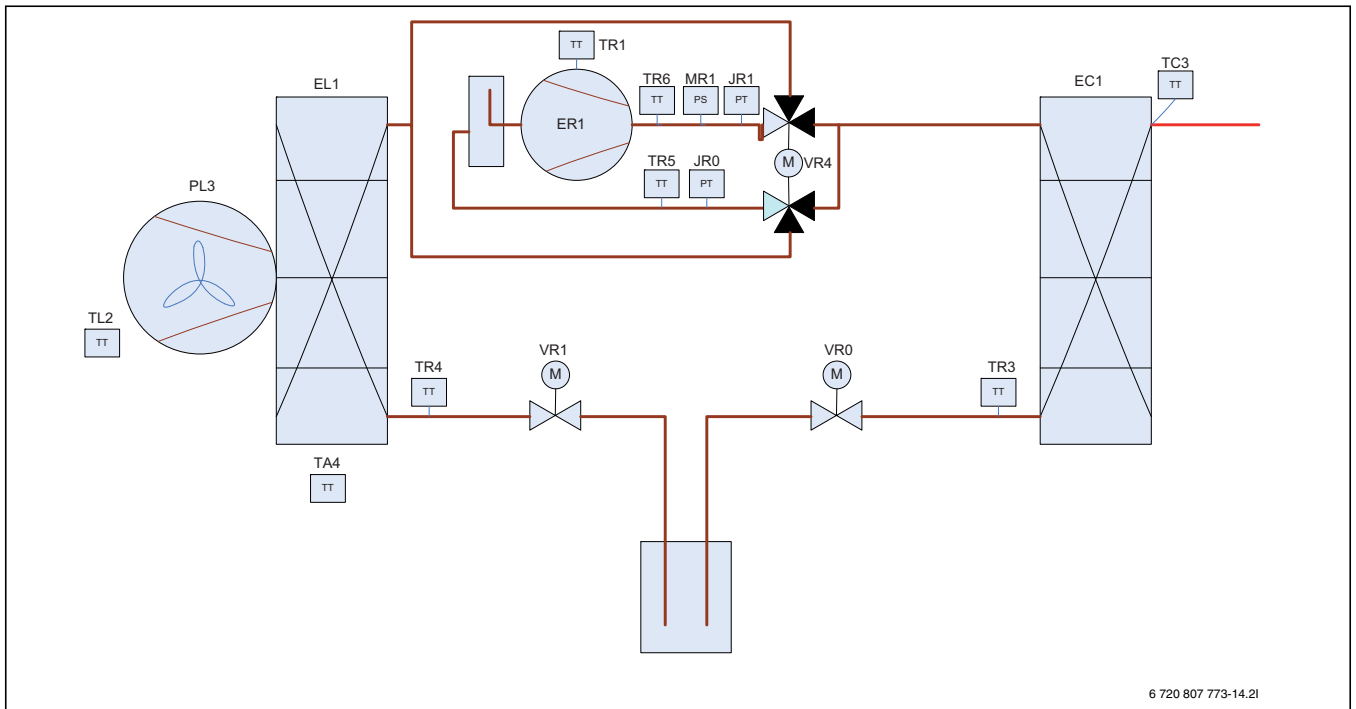 TT TR1
TC3
TT
EL1
TR6 MR1 JR1
TT PS PT
EC1
ER1
M VR4
TR5 JR0
TT PT
PL3
TL2
TT
VR1
M
VR0
M
TR4
TT
TR3
TT
TA4
TT
6 720 807 773-14.2I